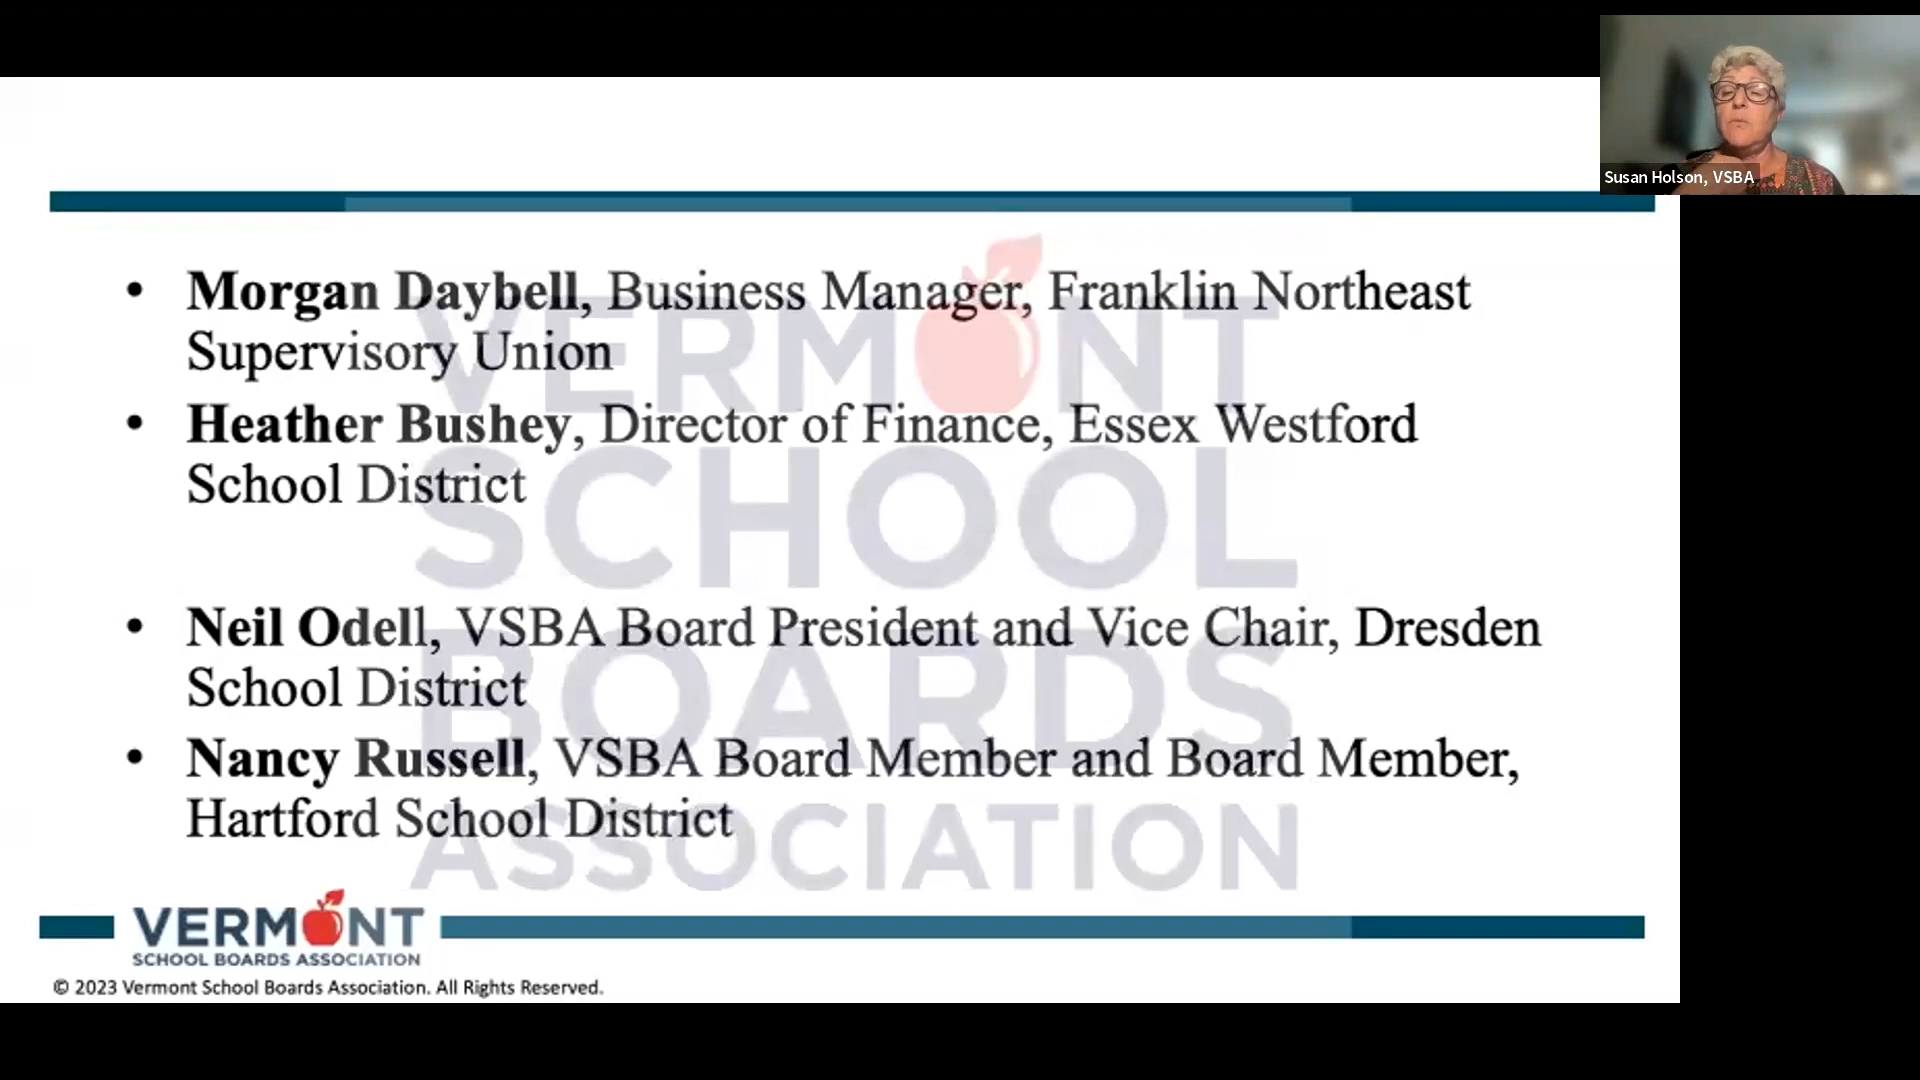 Susan Holson, VSBA
• Morgan Daybell, Business Manager, Franklin Northeast
Supervisory Union
• Heather Bushey, Director of Finance, Essex Westford
School District
• Neil Odell, VSBA Board President and Vice Chair, Dresden
School District
• Nancy Russell, VSBA Board Member and Board Member,
Hartford School District
VERMONT
SCHOOL
BOARDS
ASSOCIATION
VERMONT
SCHOOL BOARDS ASSOCIATION
© 2023 Vermont School Boards Association. All Rights Reserved.